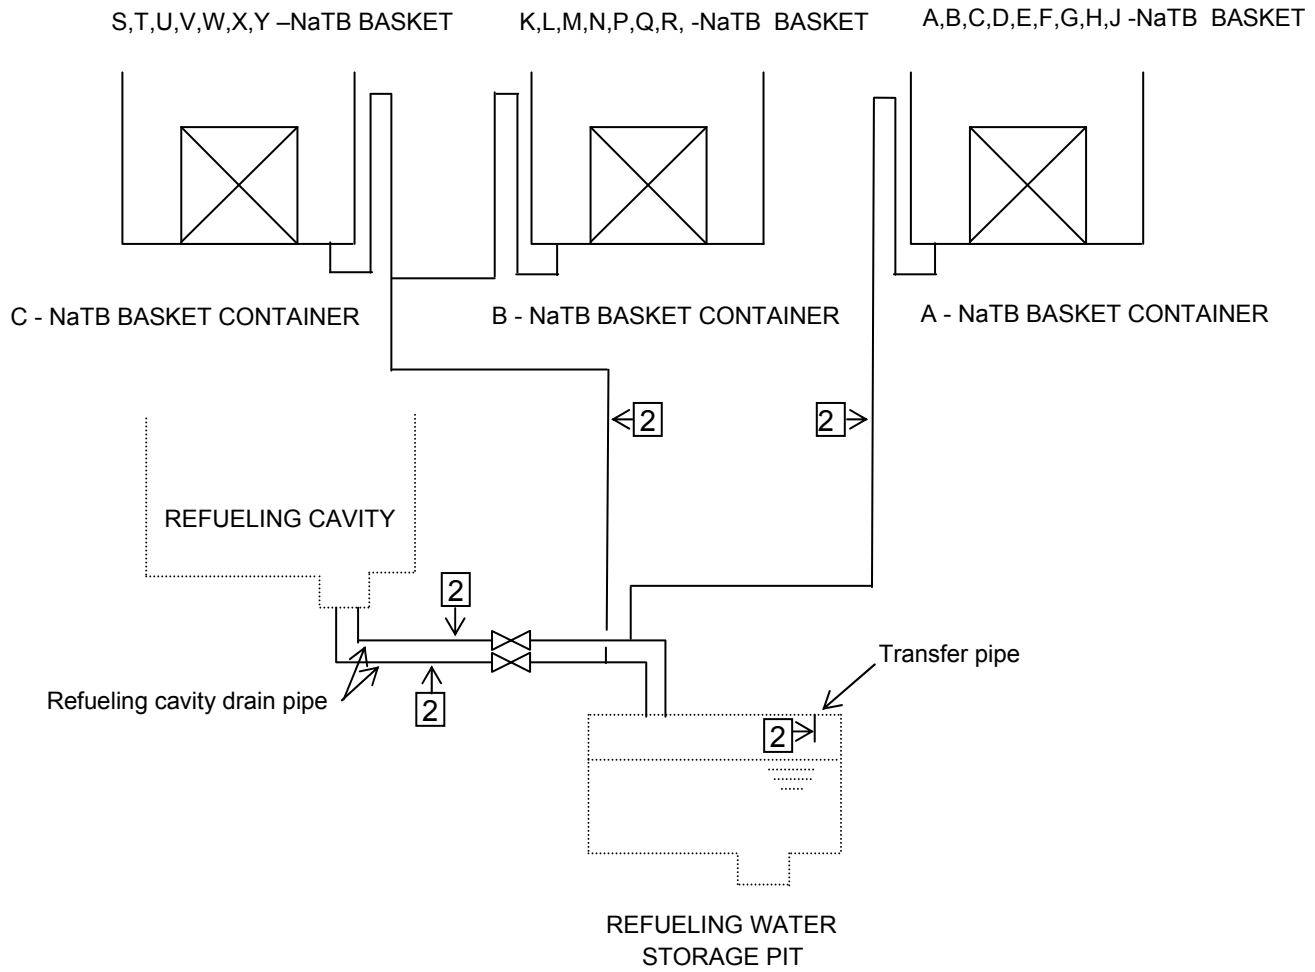 S,T,U,V,W,X,Y –NaTB BASKET
K,L,M,N,P,Q,R, -NaTB BASKET
A,B,C,D,E,F,G,H,J -NaTB BASKET
C - NaTB BASKET CONTAINER
B - NaTB BASKET CONTAINER
A - NaTB BASKET CONTAINER
2
2
REFUELING CAVITY
2
Refueling cavity drain pipe
2
Transfer pipe
2
REFUELING WATER
STORAGE PIT